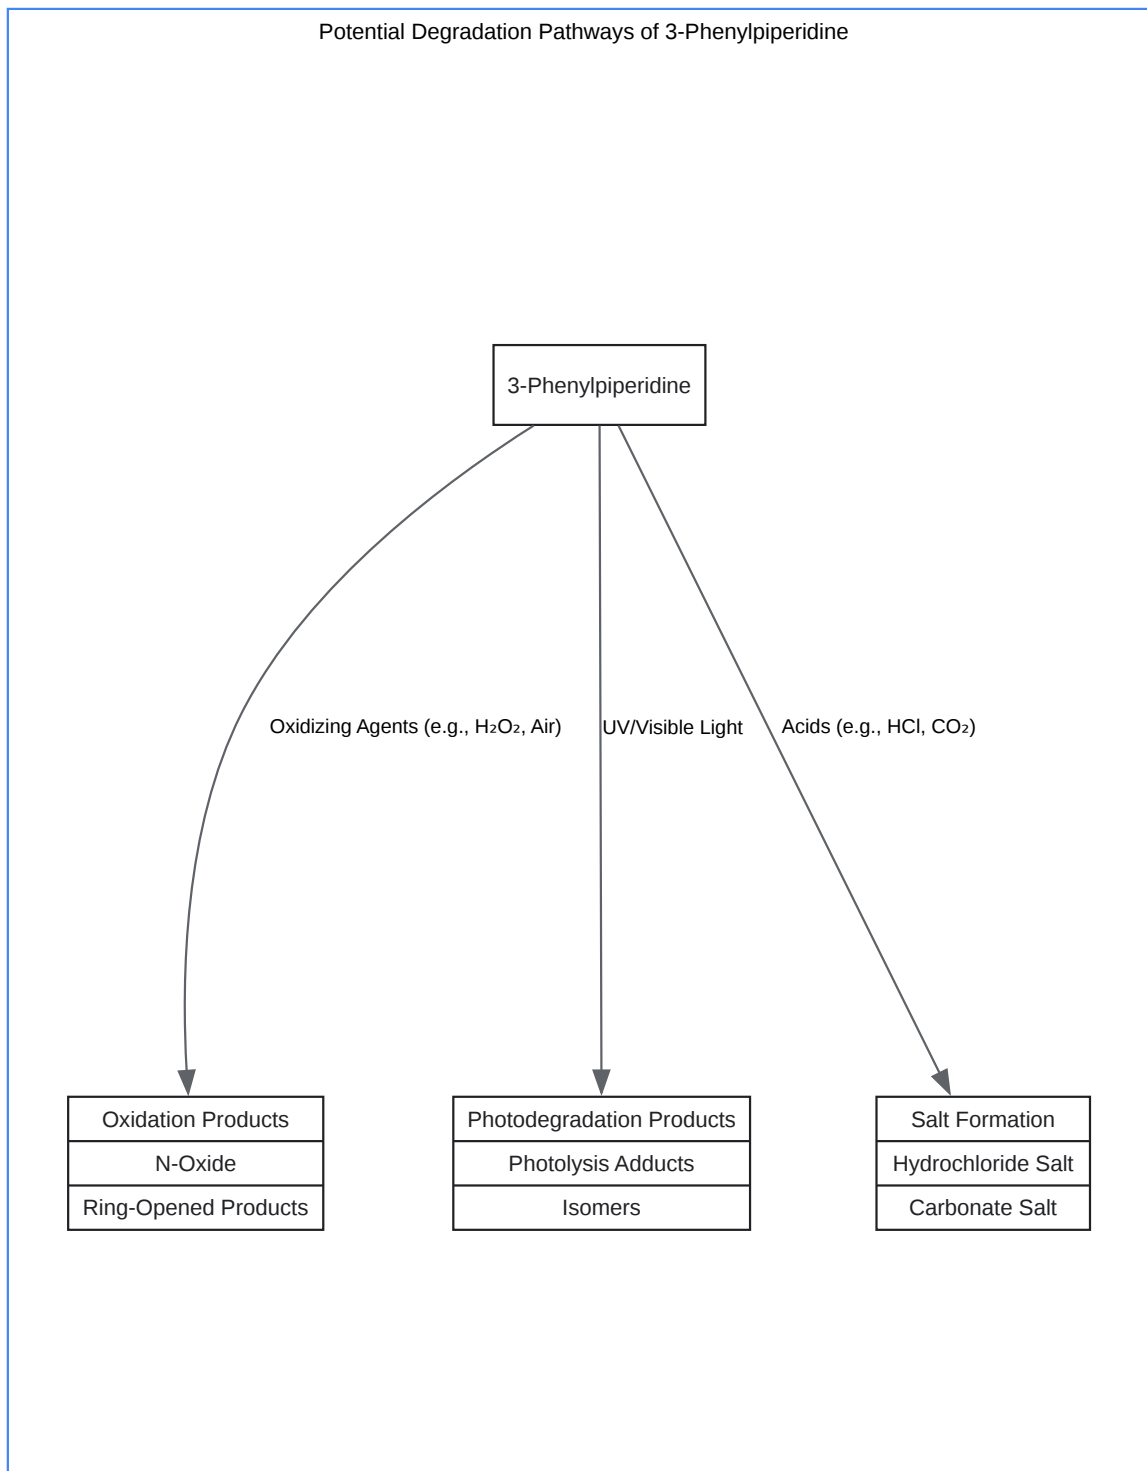 Potential Degradation Pathways of 3-Phenylpiperidine
3-Phenylpiperidine
Oxidizing Agents (e.g., H₂O₂, Air)
UV/Visible Light
Acids (e.g., HCl, CO₂)
Oxidation Products
N-Oxide
Ring-Opened Products
Photodegradation Products
Photolysis Adducts
Isomers
Salt Formation
Hydrochloride Salt
Carbonate Salt